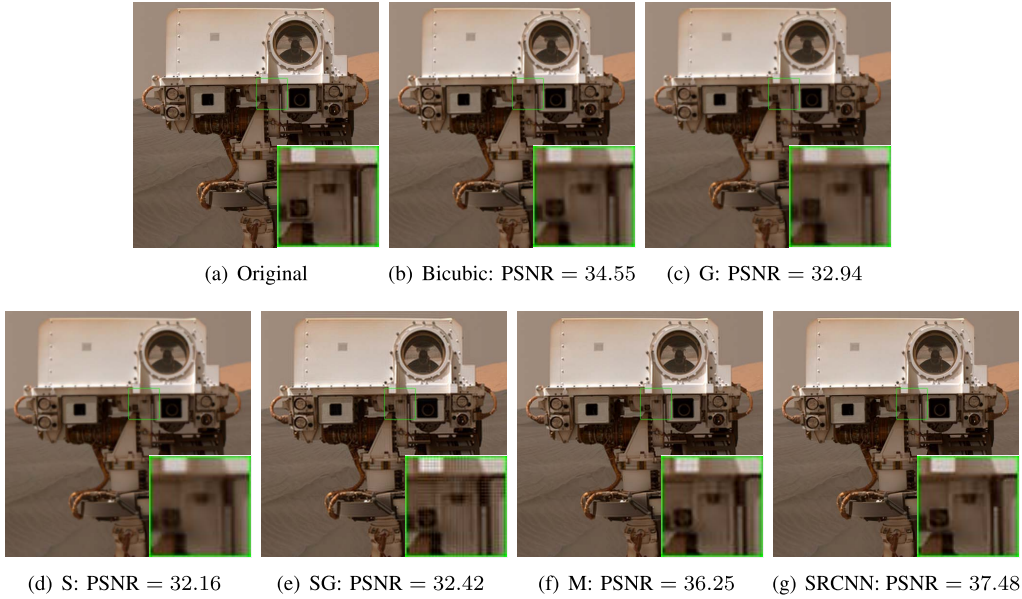 (a) Original
(b) Bicubic: PSNR = 34.55
(c) G: PSNR = 32.94
(d) S: PSNR = 32.16
(e) SG: PSNR = 32.42
(f) M: PSNR = 36.25
(g) SRCNN: PSNR = 37.48